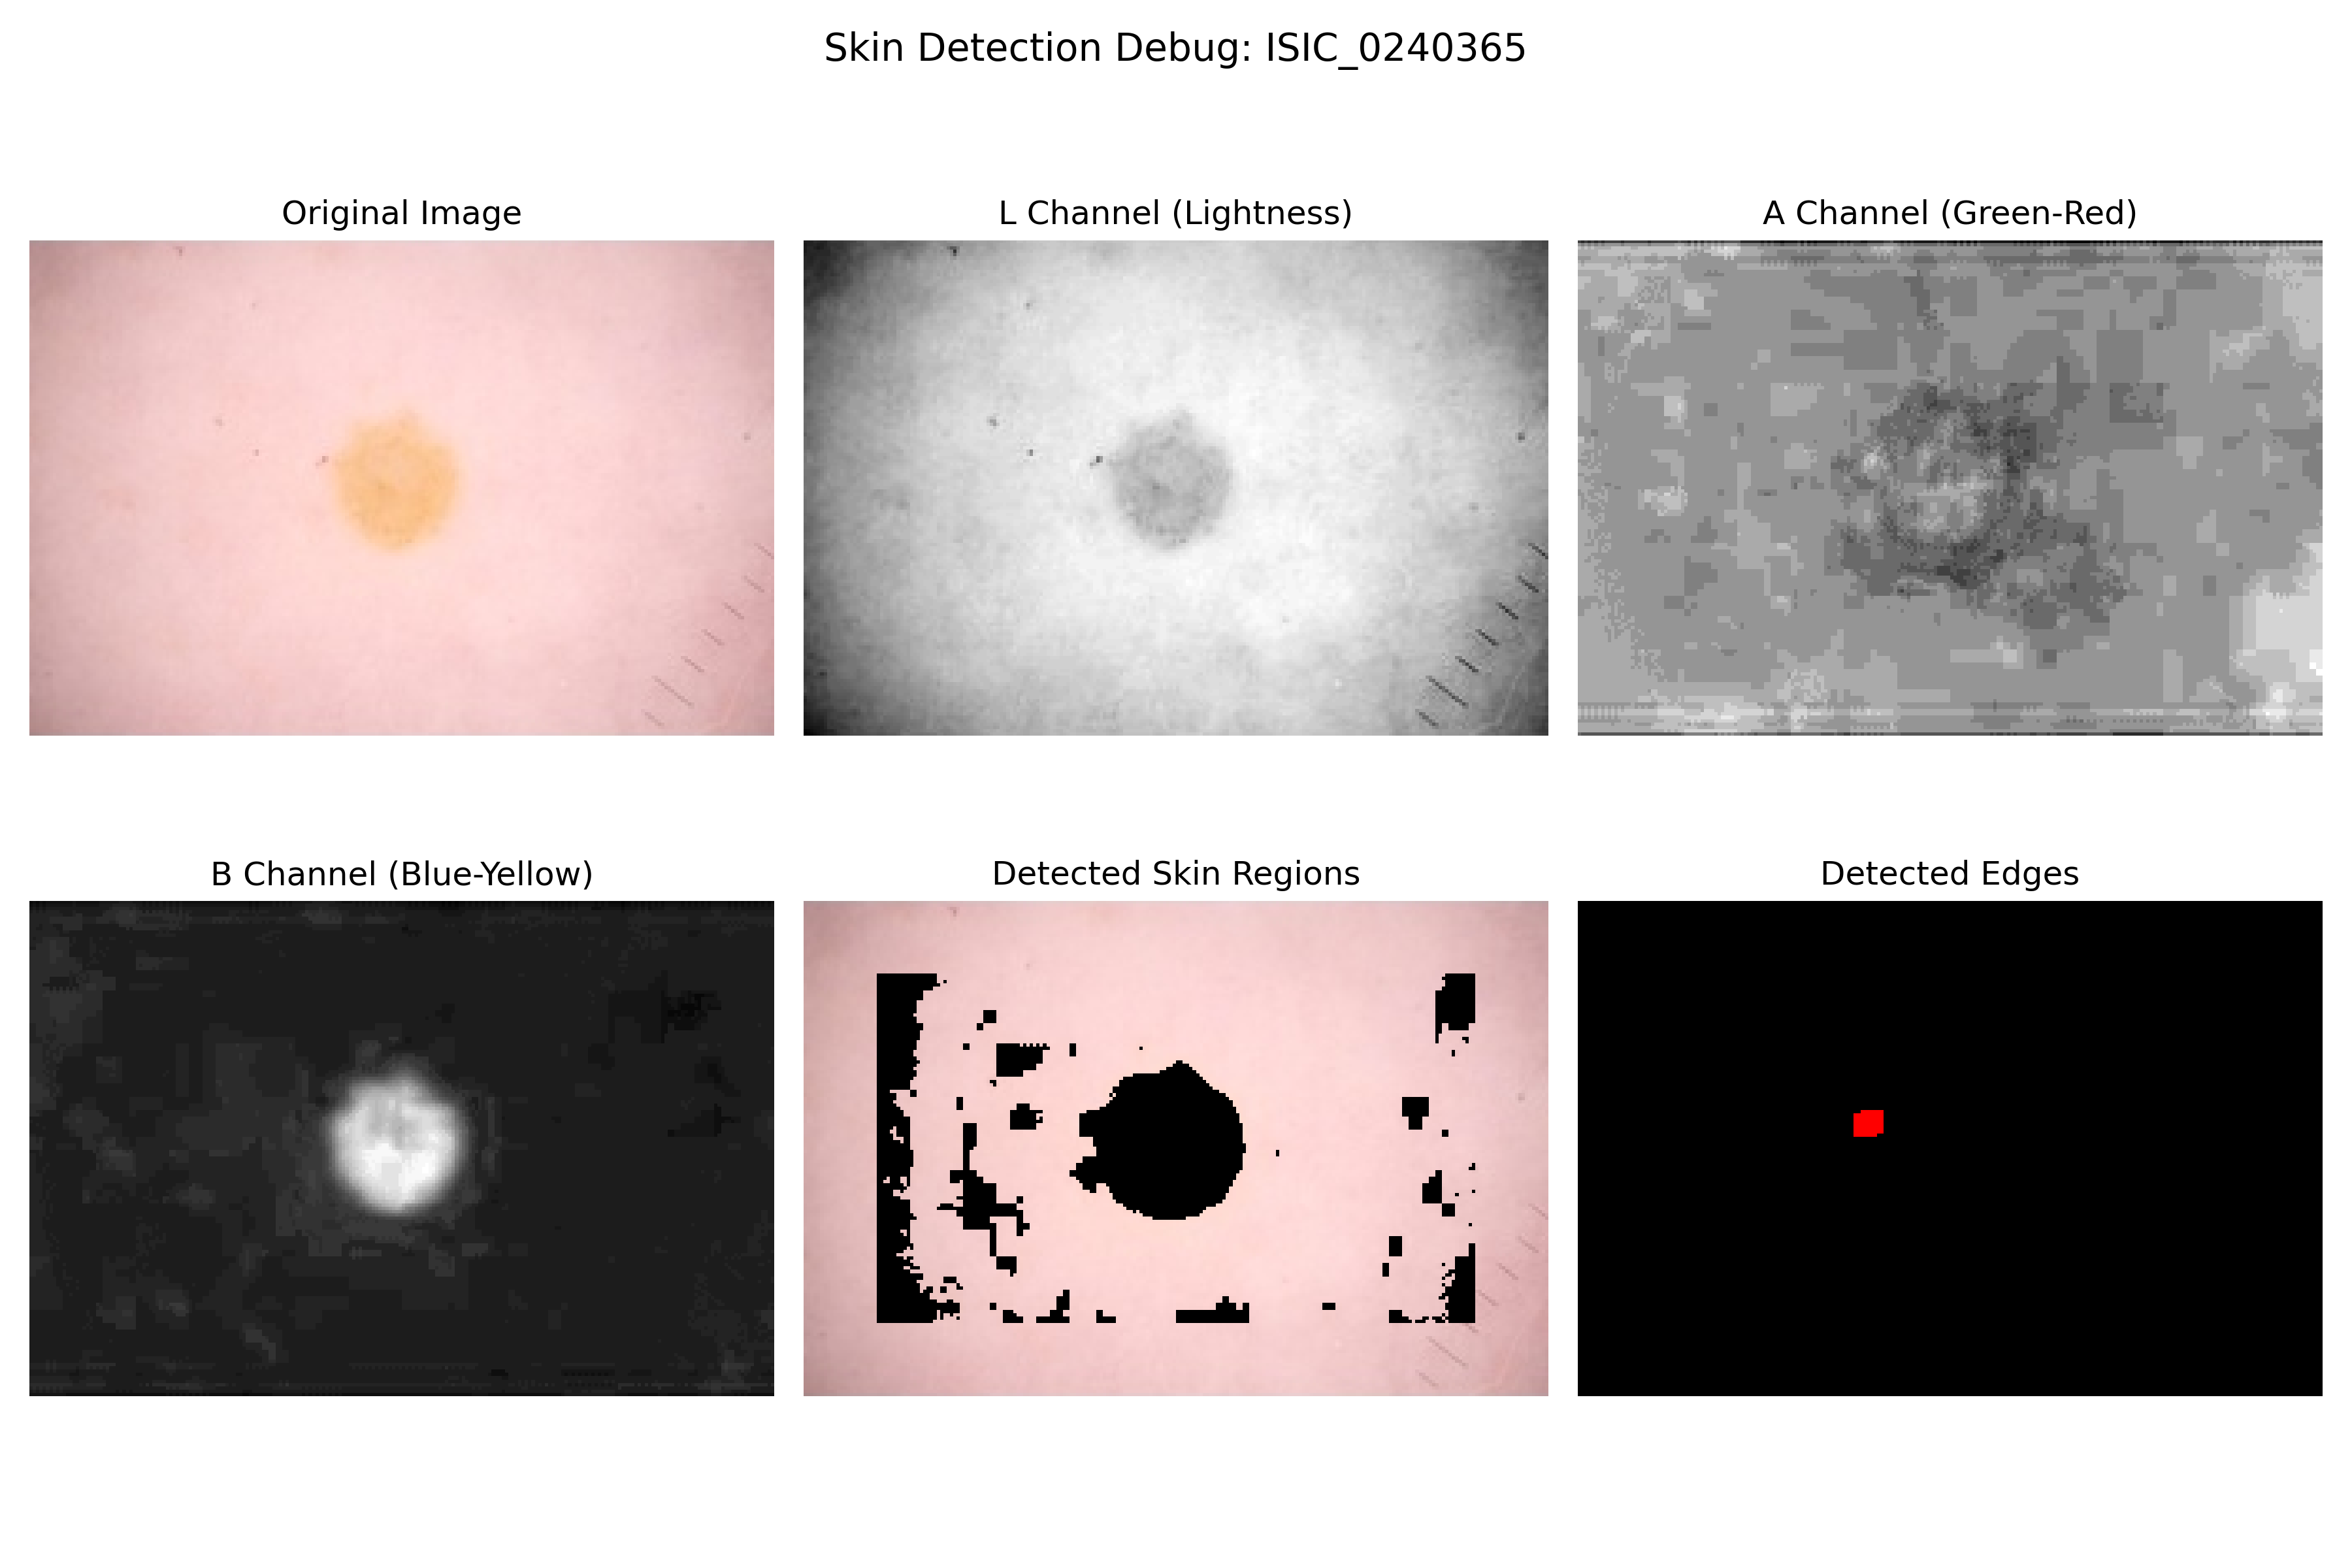 Skin Detection Debug: ISIC_0240365
Original Image
L Channel (Lightness)
A Channel (Green-Red)
B Channel (Blue-Yellow)
Detected Skin Regions
Detected Edges